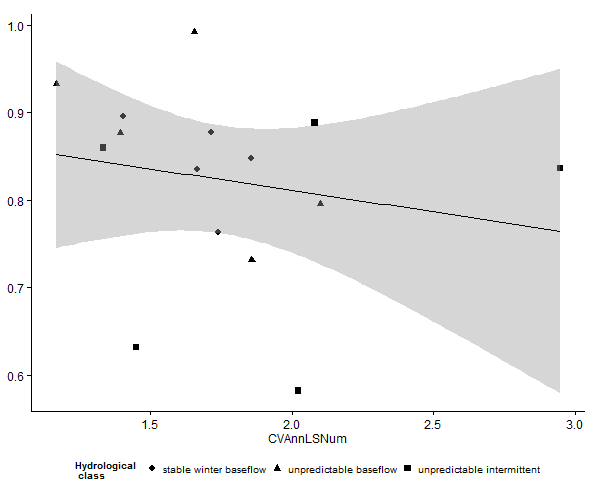 1.0
0.9
0.8
0.7
0.6
1.5 2.0 2.5 3.0
CVAnnLSNum
Hydrological
class
stable winter baseflow unpredictable baseflow unpredictable intermittent